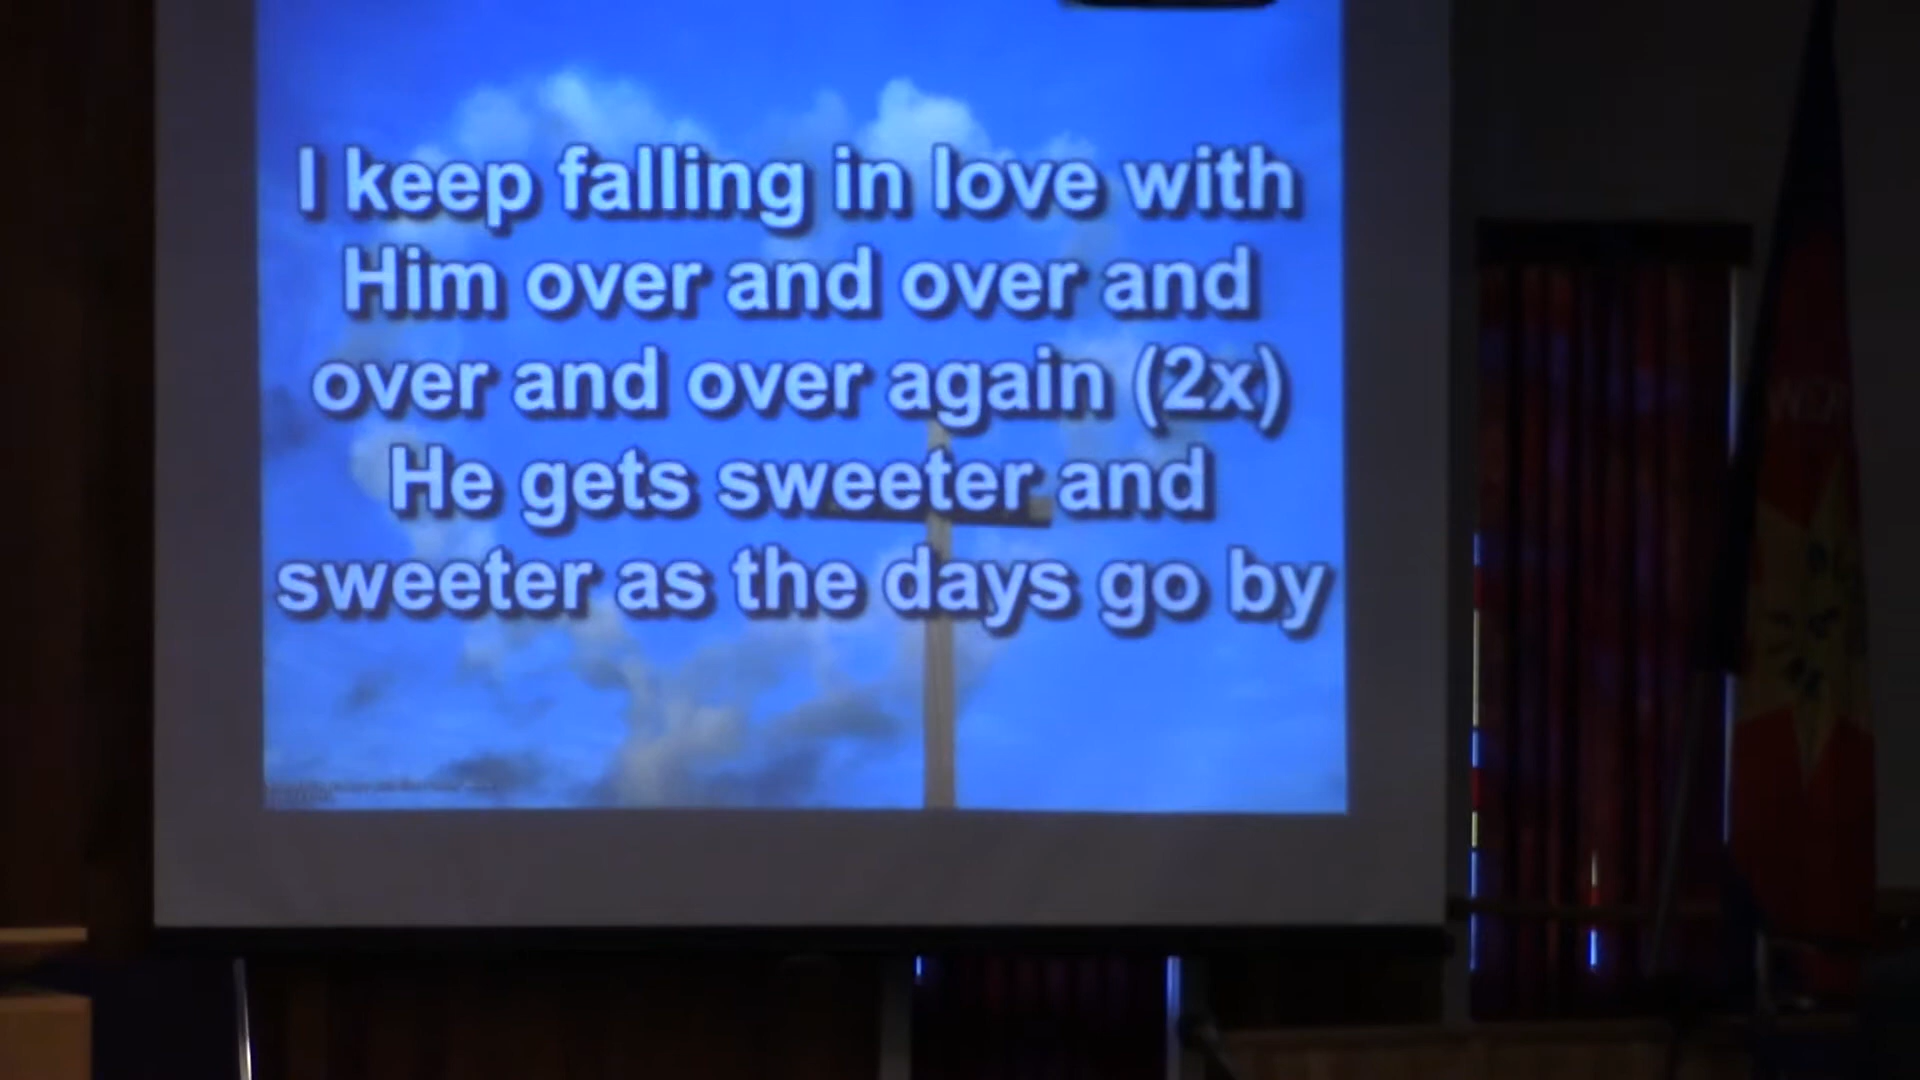 I keep falling in love with
Him over and over and
over and over again (2x)
He gets sweeter and
sweeter as the days go by